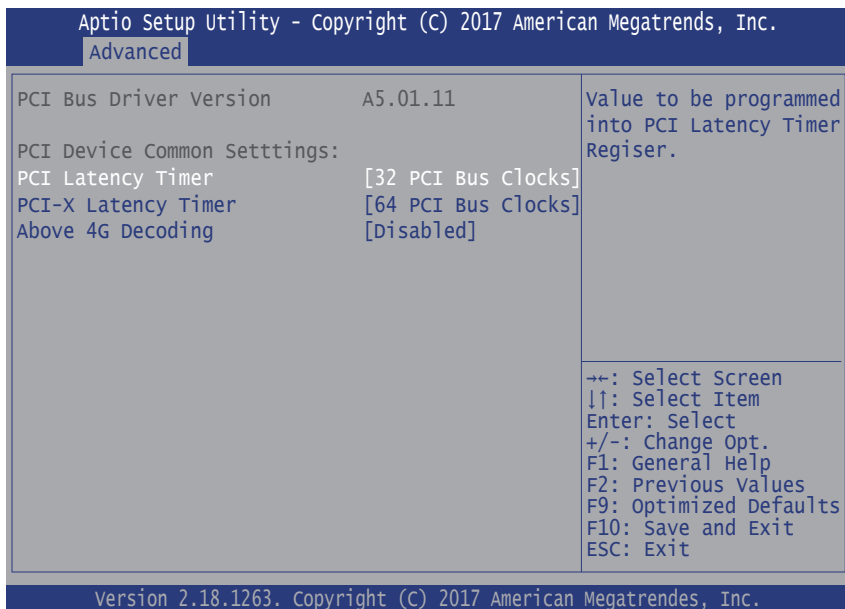 Aptio Setup Utility – Copyright (C) 2017 American Megatrends, Inc.
Advanced
PCI Bus Driver Version A5.01.11
PCI Device Common Setttings:
PCI Latency Timer [32 PCI Bus Clocks]
PCI-X Latency Timer [64 PCI Bus Clocks]
Above 4G Decoding [Disabled]
Value to be programmed
into PCI Latency Timer
Regiser.
→←: Select Screen
↓↑: Select Item
Enter: Select
+/-: Change Opt.
F1: General Help
F2: Previous Values
F9: Optimized Defaults
F10: Save and Exit
ESC: Exit
Version 2.18.1263. Copyright (C) 2017 American Megatrendes, Inc.